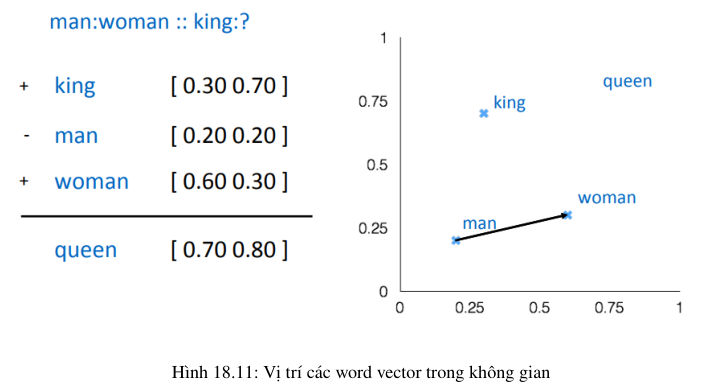 man:woman :: king:?
+ king [ 0.30 0.70 ]
- man [ 0.20 0.20 ]
+ woman [ 0.60 0.30 ]
queen [ 0.70 0.80 ]
1
queen
0.75
king
0.5
woman
0.25
man
0
0 0.25 0.5 0.75 1
Hình 18.11: Vị trí các word vector trong không gian